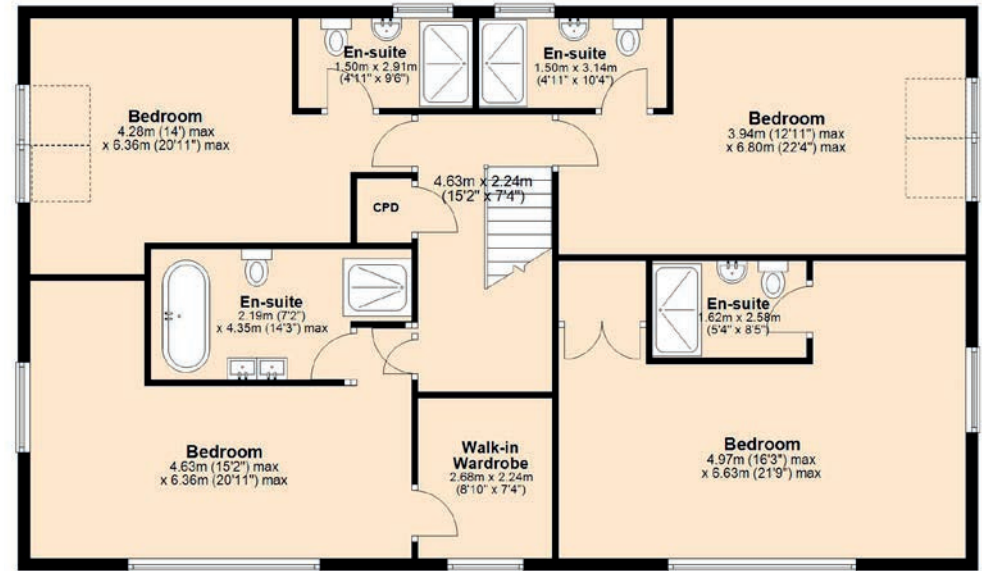 En-suite
1.50m x 2.91m
(4'11" x 9'6")
En-suite
1.50m x 3.14m
(4'11" x 10'4")
Bedroom
4.28m (14') max
x 6.36m (20'11") max
Bedroom
3.94m (12'11") max
x 6.80m (22'4") max
4.63m x 2.24m
(15'2" x 7'4")
CPD
En-suite
2.19m (7'2")
x 4.35m (14'3") max
En-suite
1.62m x 2.58m
(5'4" x 8'5")
Bedroom
4.63m (15'2") max
x 6.36m (20'11") max
Walk-in
Wardrobe
2.68m x 2.24m
(8'10" x 7'4")
Bedroom
4.97m (16'3") max
x 6.63m (21'9") max